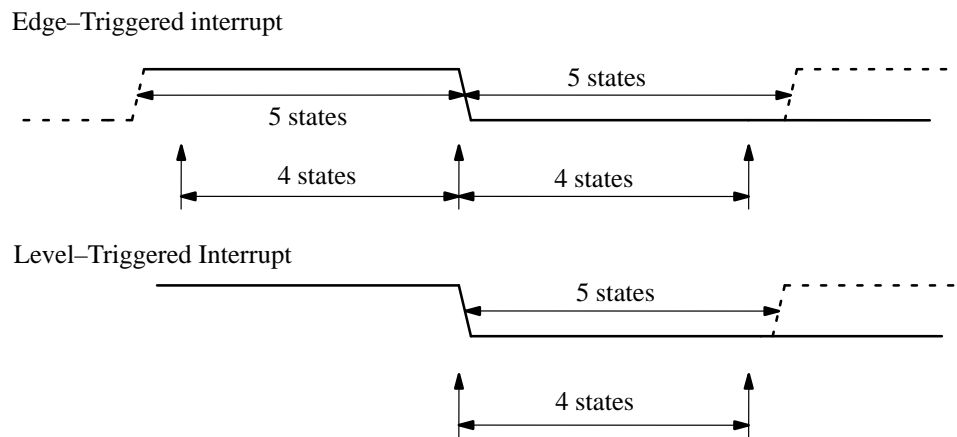 Edge–Triggered interrupt
5 states
5 states
4 states
4 states
Level–Triggered Interrupt
5 states
4 states